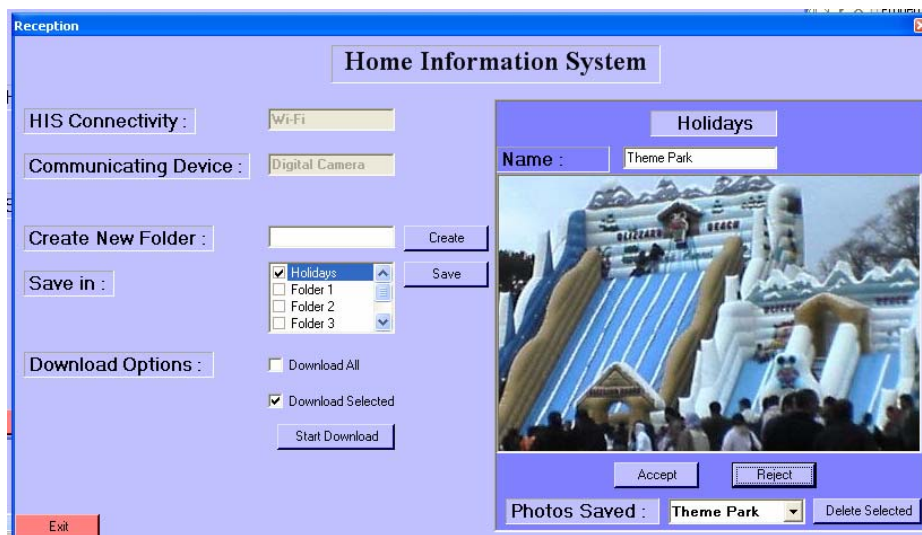 Reception
Home Information System
HIS Connectivity :
Wi-Fi
Communicating Device :
Digital Camera
Create New Folder :
Create
Save in :
Holidays
Folder 1
Folder 2
Folder 3
Save
Download Options :
Download All
Download Selected
Start Download
Exit
Holidays
Name :
Theme Park
BLIZZARD BEACH
Accept
Reject
Photos Saved :
Theme Park
Delete Selected